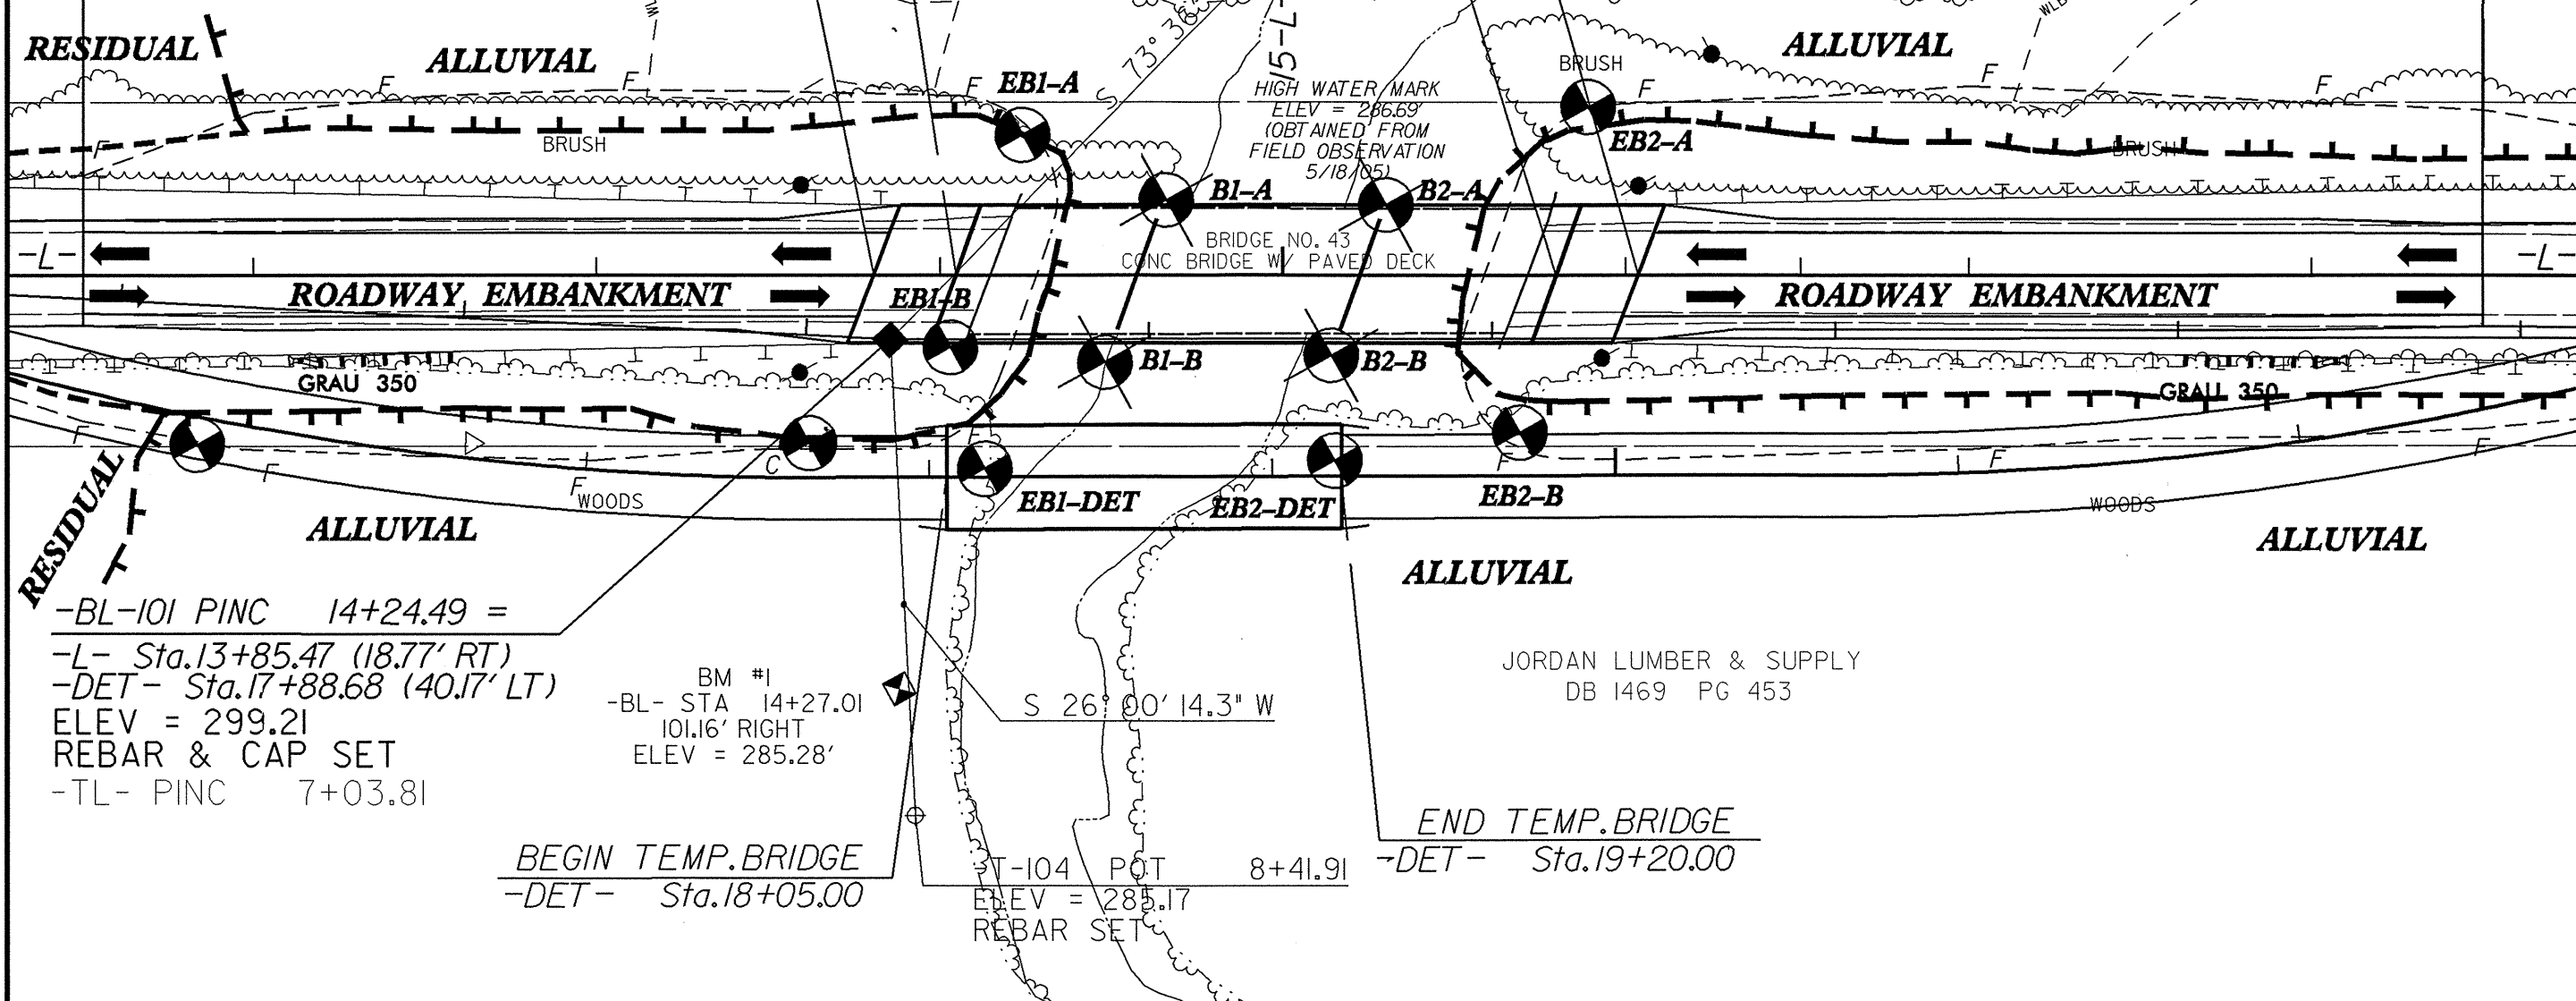 RESIDUAL
ALLUVIAL
F
F
F
EB1-A
S 73° 36'
15-L-
HIGH WATER MARK
ELEV = 286.69'
(OBTAINED FROM
FIELD OBSERVATION
5/18/05)
BRUSH
F
ALLUVIAL
F
F
WLB
EB2-A
F
BRUSH
BRUSH
B1-A
B2-A
BRIDGE NO. 43
CONC BRIDGE W/ PAVED DECK
-L-
-L-
ROADWAY EMBANKMENT
EB1-B
ROADWAY EMBANKMENT
B1-B
B2-B
GRAU 350
GRAU 350
F
C
F
F
F
F
F
WOODS
EB1-DET
EB2-DET
EB2-B
WOODS
RESIDUAL
ALLUVIAL
ALLUVIAL
ALLUVIAL
-BL-101 PINC 14+24.49 =
-L- Sta.13+85.47 (18.77' RT)
-DET- Sta.17+88.68 (40.17' LT)
ELEV = 299.21
REBAR & CAP SET
-TL- PINC 7+03.81
BM #1
-BL- STA 14+27.01
101.16' RIGHT
ELEV = 285.28'
S 26° 00' 14.3" W
JORDAN LUMBER & SUPPLY
DB 1469 PG 453
BEGIN TEMP.BRIDGE
-DET- Sta.18+05.00
T-104 POT 8+41.91
ELEV = 285.17
REBAR SET
END TEMP.BRIDGE
-DET- Sta.19+20.00